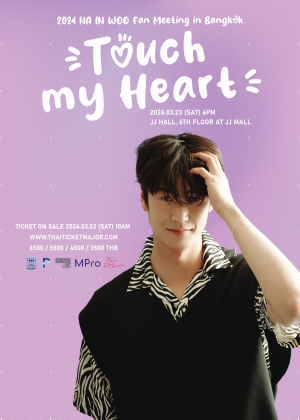 2024 NA IN WOO Fan Meeting in Bangkok
Touch
my Heart
2024.03.23 (SAT) 6PM
JJ HALL, 6TH FLOOR AT JJ MALL
TICKET ON SALE 2024.03.02 (SAT) 10AM
WWW.THAITICKETMAJOR.COM
6500 / 5500 / 4500 / 3500 THB
MPro